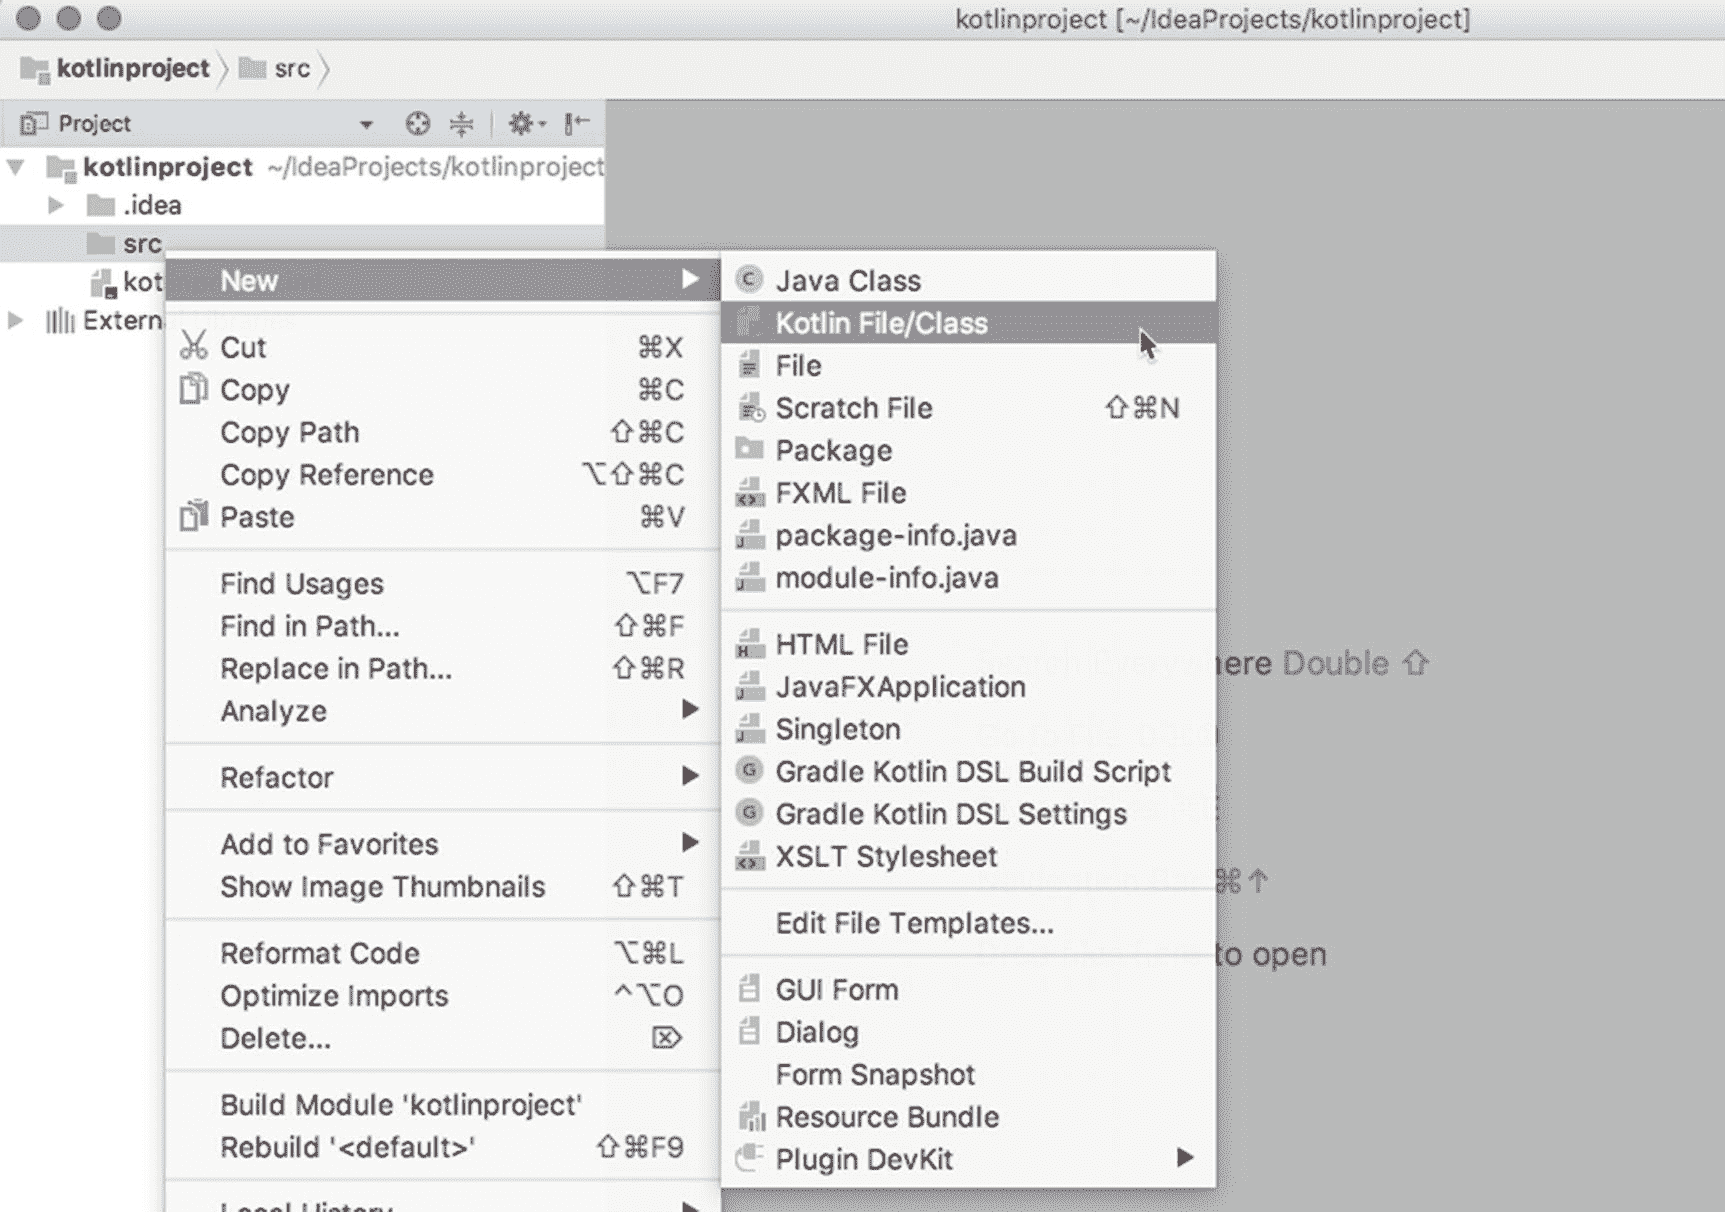 kotlinproject [~/IdeaProjects/kotlinproject]
kotlinproject src
Project
kotlinproject ~/IdeaProjects/kotlinproject
.idea
src
kot
Extern
New
Cut ⌘X
Copy ⌘C
Copy Path ⇧⌘C
Copy Reference ⌥⇧⌘C
Paste ⌘V
Find Usages ⌥F7
Find in Path... ⇧⌘F
Replace in Path... ⇧⌘R
Analyze
Refactor
Add to Favorites
Show Image Thumbnails ⇧⌘T
Reformat Code ⌥⌘L
Optimize Imports ^⌥O
Delete... ⌦
Build Module 'kotlinproject'
Rebuild '<default>' ⇧⌘F9
Local History
Java Class
Kotlin File/Class
File
Scratch File ⇧⌘N
Package
FXML File
package-info.java
module-info.java
HTML File
JavaFXApplication
Singleton
Gradle Kotlin DSL Build Script
Gradle Kotlin DSL Settings
XSLT Stylesheet
Edit File Templates...
GUI Form
Dialog
Form Snapshot
Resource Bundle
Plugin DevKit
here Double ⇧
⌘↑
to open